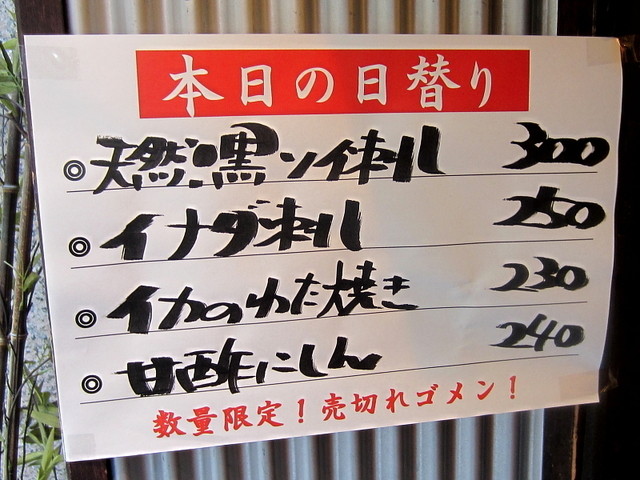 本日の日替り
◎天然黒ソイ刺し 300
◎イナダ刺し 250
◎イカのわた焼き 230
◎甘酢にしん 240
数量限定！売切れゴメン！